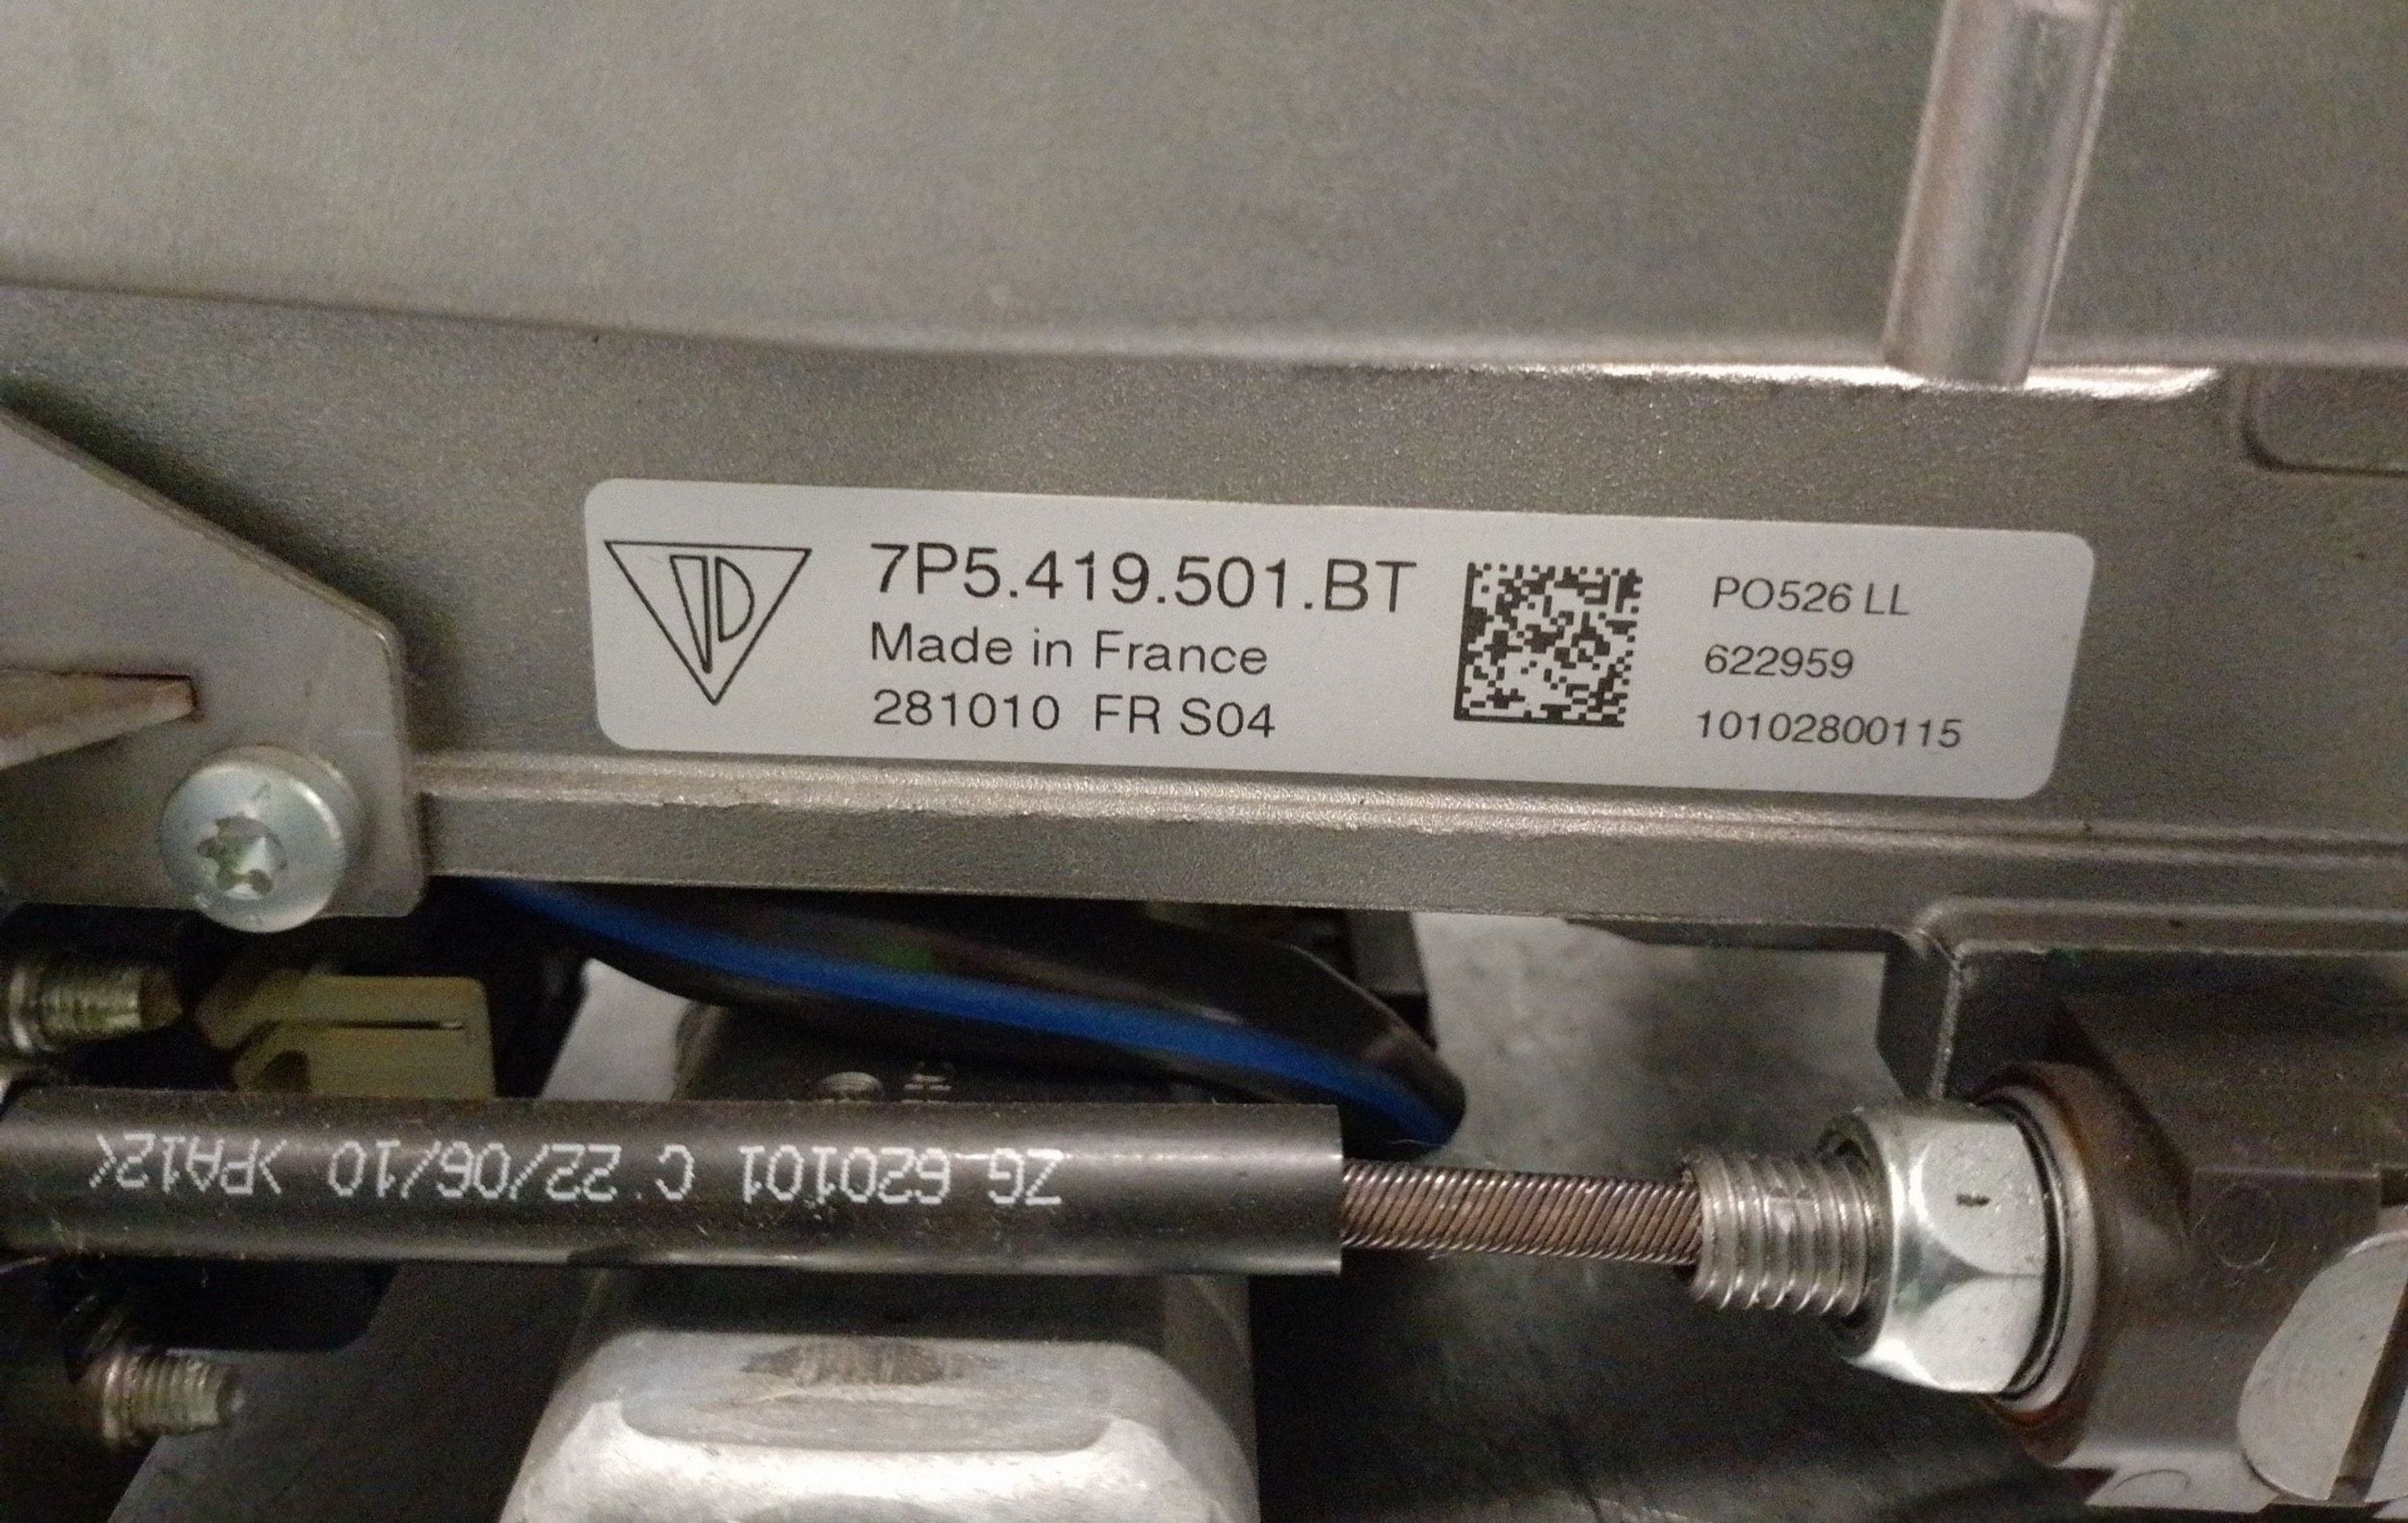 7P5.419.501.BT
Made in France
281010 FR S04
PO526 LL
622959
10102800115
ZG 620101 C 22/06/10 >PA12<